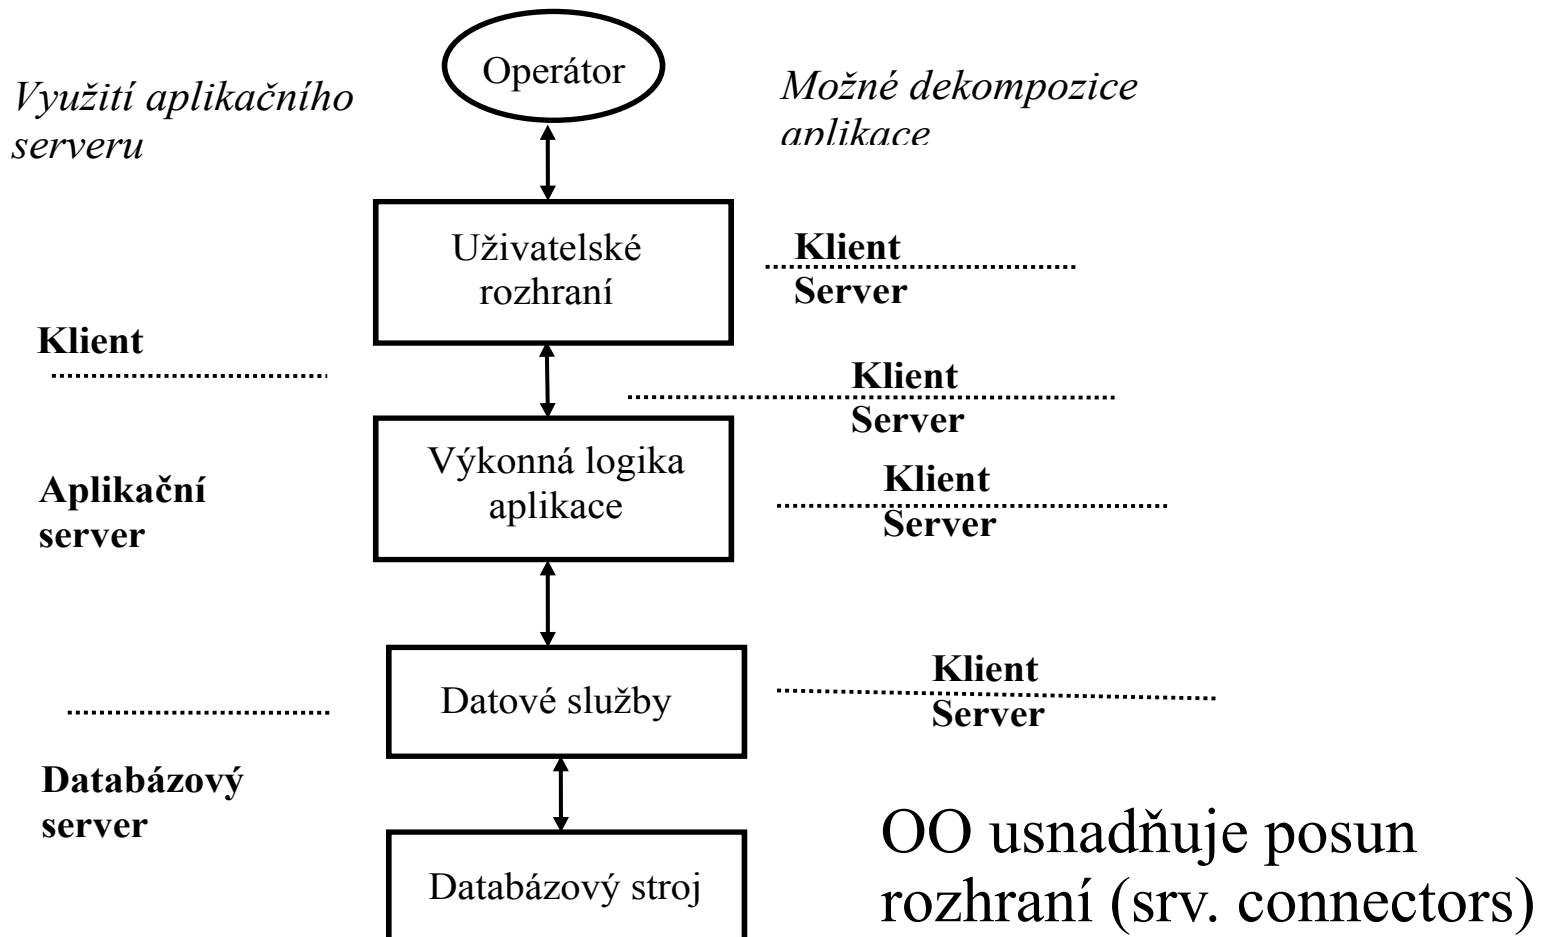 Operátor
Využití aplikačního
serveru
Možné dekompozice
aplikace
Uživatelské
rozhraní
Klient
Server
Klient
Klient
Server
Výkonná logika
aplikace
Aplikační
server
Klient
Server
Datové služby
Klient
Server
Databázový
server
Databázový stroj
OO usnadňuje posun
rozhraní (srv. connectors)